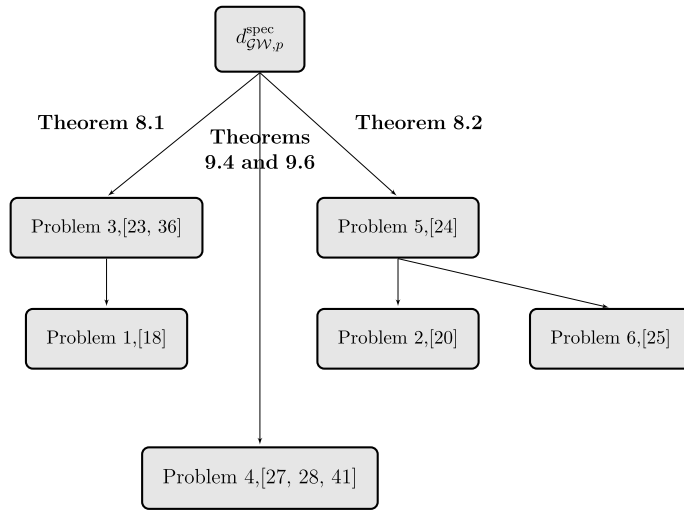 d^{spec}_{𝒢𝒲,p}
Theorem 8.1
Theorems
9.4 and 9.6
Theorem 8.2
Problem 3,[23, 36]
Problem 5,[24]
Problem 1,[18]
Problem 2,[20]
Problem 6,[25]
Problem 4,[27, 28, 41]